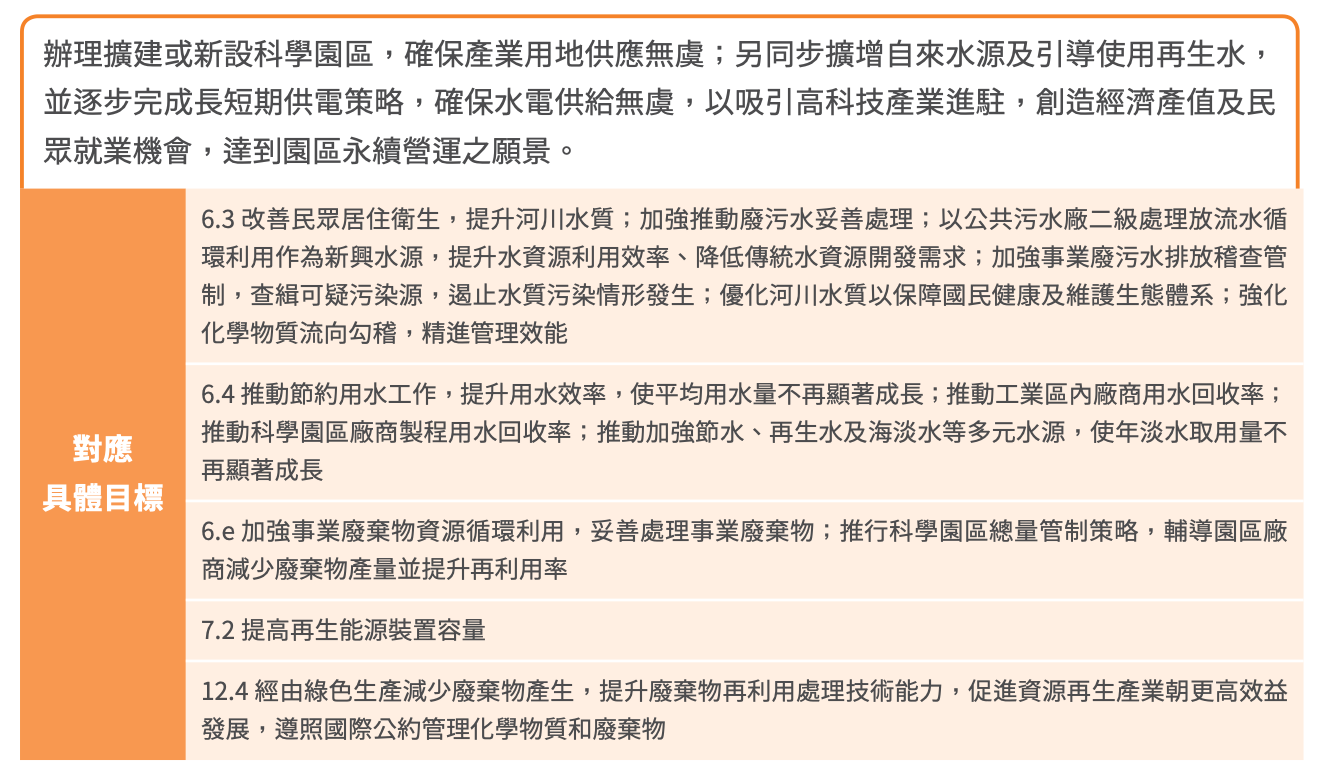 辦理擴建或新設科學園區，確保產業用地供應無虞；另同步擴增自來水源及引導使用再生水，
並逐步完成長短期供電策略，確保水電供給無虞，以吸引高科技產業進駐，創造經濟產值及民
眾就業機會，達到園區永續營運之願景。
對應
具體目標
6.3 改善民眾居住衛生，提升河川水質；加強推動廢污水妥善處理；以公共污水廠二級處理放流水循
環利用作為新興水源，提升水資源利用效率、降低傳統水資源開發需求；加強事業廢污水排放稽查管
制，查緝可疑污染源，遏止水質污染情形發生；優化河川水質以保障國民健康及維護生態體系；強化
化學物質流向勾稽，精進管理效能
6.4 推動節約用水工作，提升用水效率，使平均用水量不再顯著成長；推動工業區內廠商用水回收率；
推動科學園區廠商製程用水回收率；推動加強節水、再生水及海淡水等多元水源，使年淡水取用量不
再顯著成長
6.e 加強事業廢棄物資源循環利用，妥善處理事業廢棄物；推行科學園區總量管制策略，輔導園區廠
商減少廢棄物產量並提升再利用率
7.2 提高再生能源裝置容量
12.4 經由綠色生產減少廢棄物產生，提升廢棄物再利用處理技術能力，促進資源再生產業朝更高效益
發展，遵照國際公約管理化學物質和廢棄物